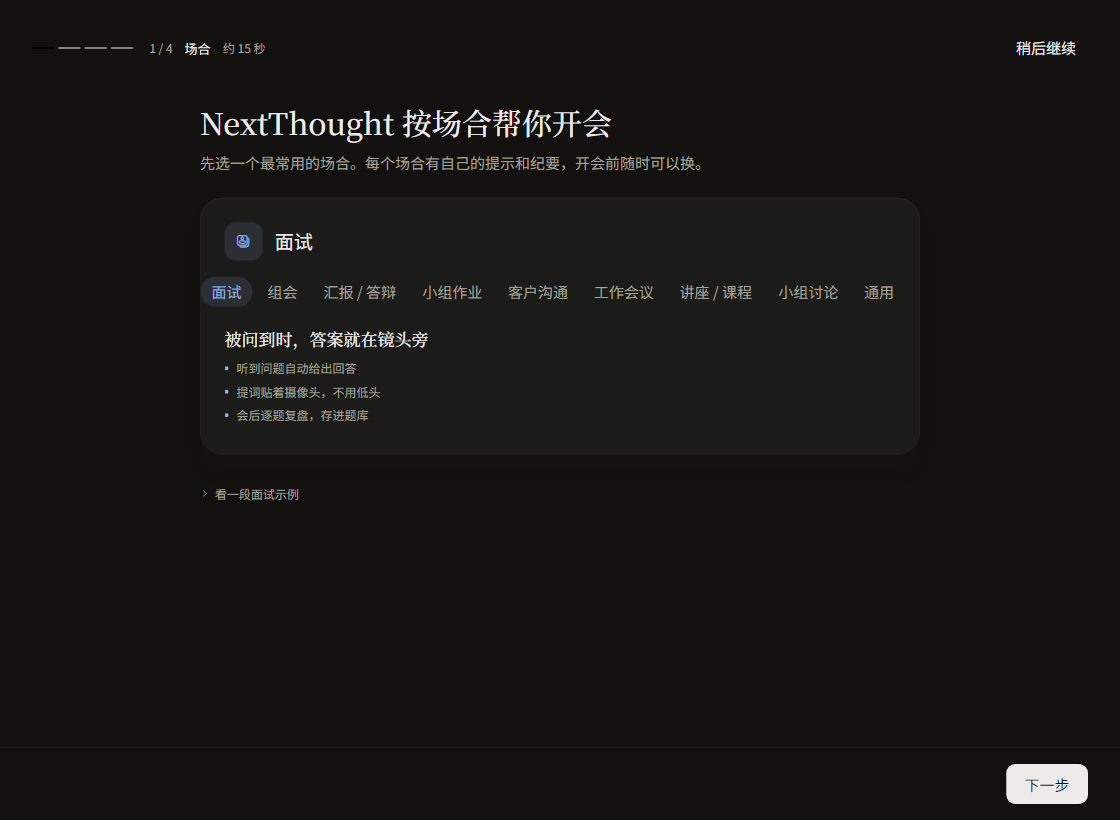 1 / 4 场合 约 15 秒
稍后继续
NextThought 按场合帮你开会
先选一个最常用的场合。每个场合有自己的提示和纪要，开会前随时可以换。
面试
面试 组会 汇报 / 答辩 小组作业 客户沟通 工作会议 讲座 / 课程 小组讨论 通用
被问到时，答案就在镜头旁
• 听到问题自动给出回答
• 提词贴着摄像头，不用低头
• 会后逐题复盘，存进题库
看一段面试示例
下一步